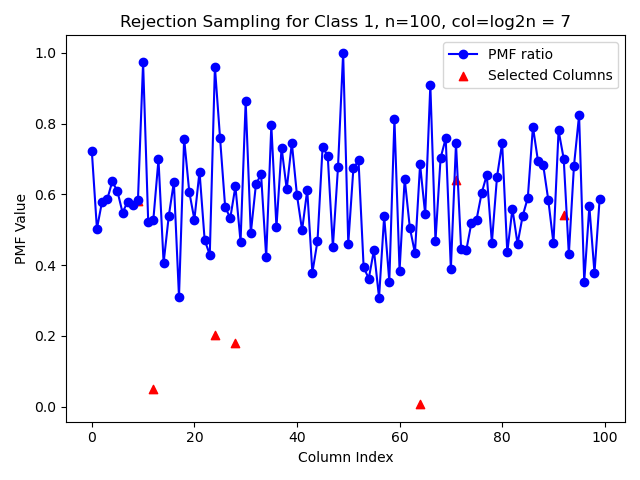 Rejection Sampling for Class 1, n=100, col=log2n = 7
PMF ratio
Selected Columns
PMF Value
1.0
0.8
0.6
0.4
0.2
0.0
0 20 40 60 80 100
Column Index